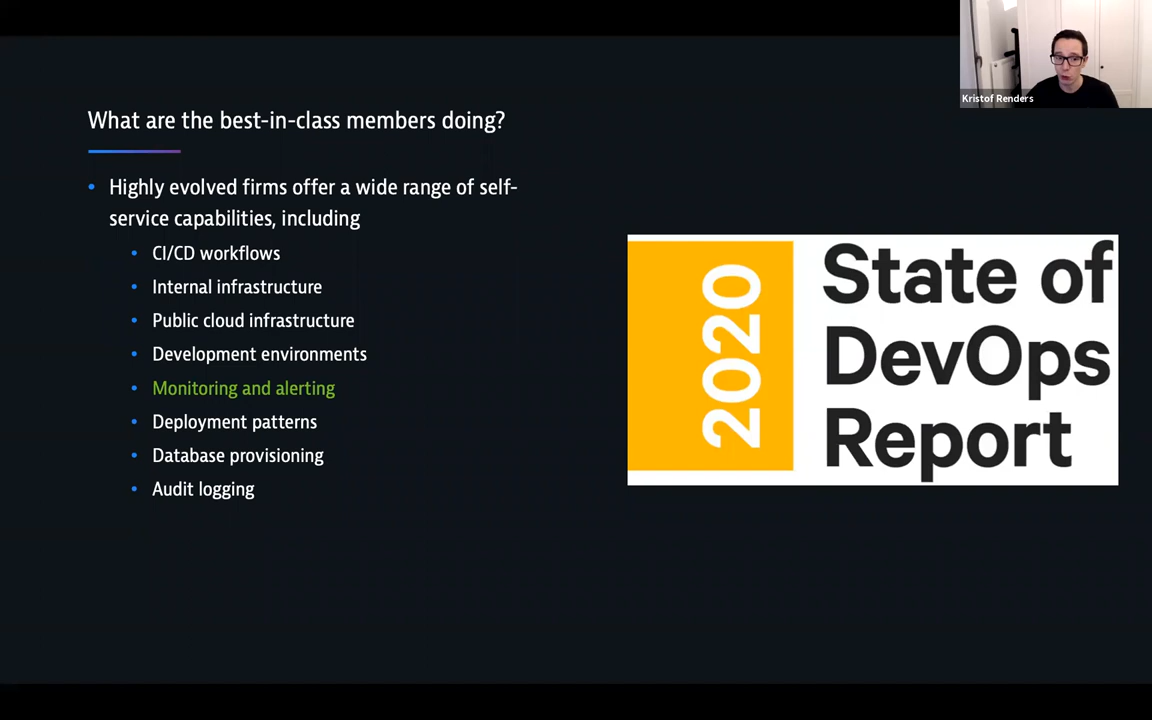 Kristof Renders
What are the best-in-class members doing?
• Highly evolved firms offer a wide range of self-
service capabilities, including
• CI/CD workflows
• Internal infrastructure
• Public cloud infrastructure
• Development environments
• Monitoring and alerting
• Deployment patterns
• Database provisioning
• Audit logging
2020
State of
DevOps
Report